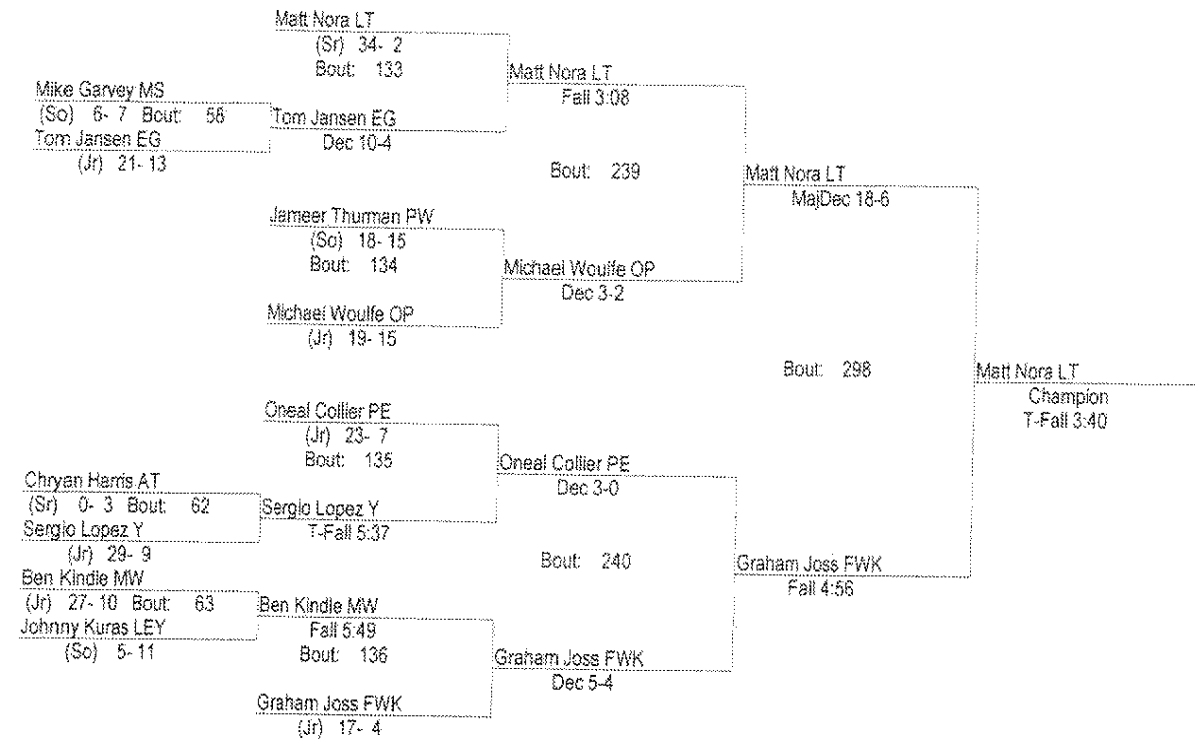 Matt Nora LT
(Sr) 34- 2
Bout: 133
Matt Nora LT
Fall 3:08
Mike Garvey MS
(So) 6- 7 Bout: 58
Tom Jansen EG
(Jr) 21- 13
Tom Jansen EG
Dec 10-4
Bout: 239
Matt Nora LT
MajDec 18-6
Jameer Thurman PW
(So) 18- 15
Bout: 134
Michael Woulfe OP
Dec 3-2
Michael Woulfe OP
(Jr) 19- 15
Bout: 298
Matt Nora LT
Champion
T-Fall 3:40
Oneal Collier PE
(Jr) 23- 7
Bout: 135
Oneal Collier PE
Dec 3-0
Chryan Harris AT
(Sr) 0- 3 Bout: 62
Sergio Lopez Y
(Jr) 29- 9
Sergio Lopez Y
T-Fall 5:37
Bout: 240
Graham Joss FWK
Fall 4:56
Ben Kindle MW
(Jr) 27- 10 Bout: 63
Johnny Kuras LEY
(So) 5- 11
Ben Kindle MW
Fall 5:49
Bout: 136
Graham Joss FWK
Dec 5-4
Graham Joss FWK
(Jr) 17- 4